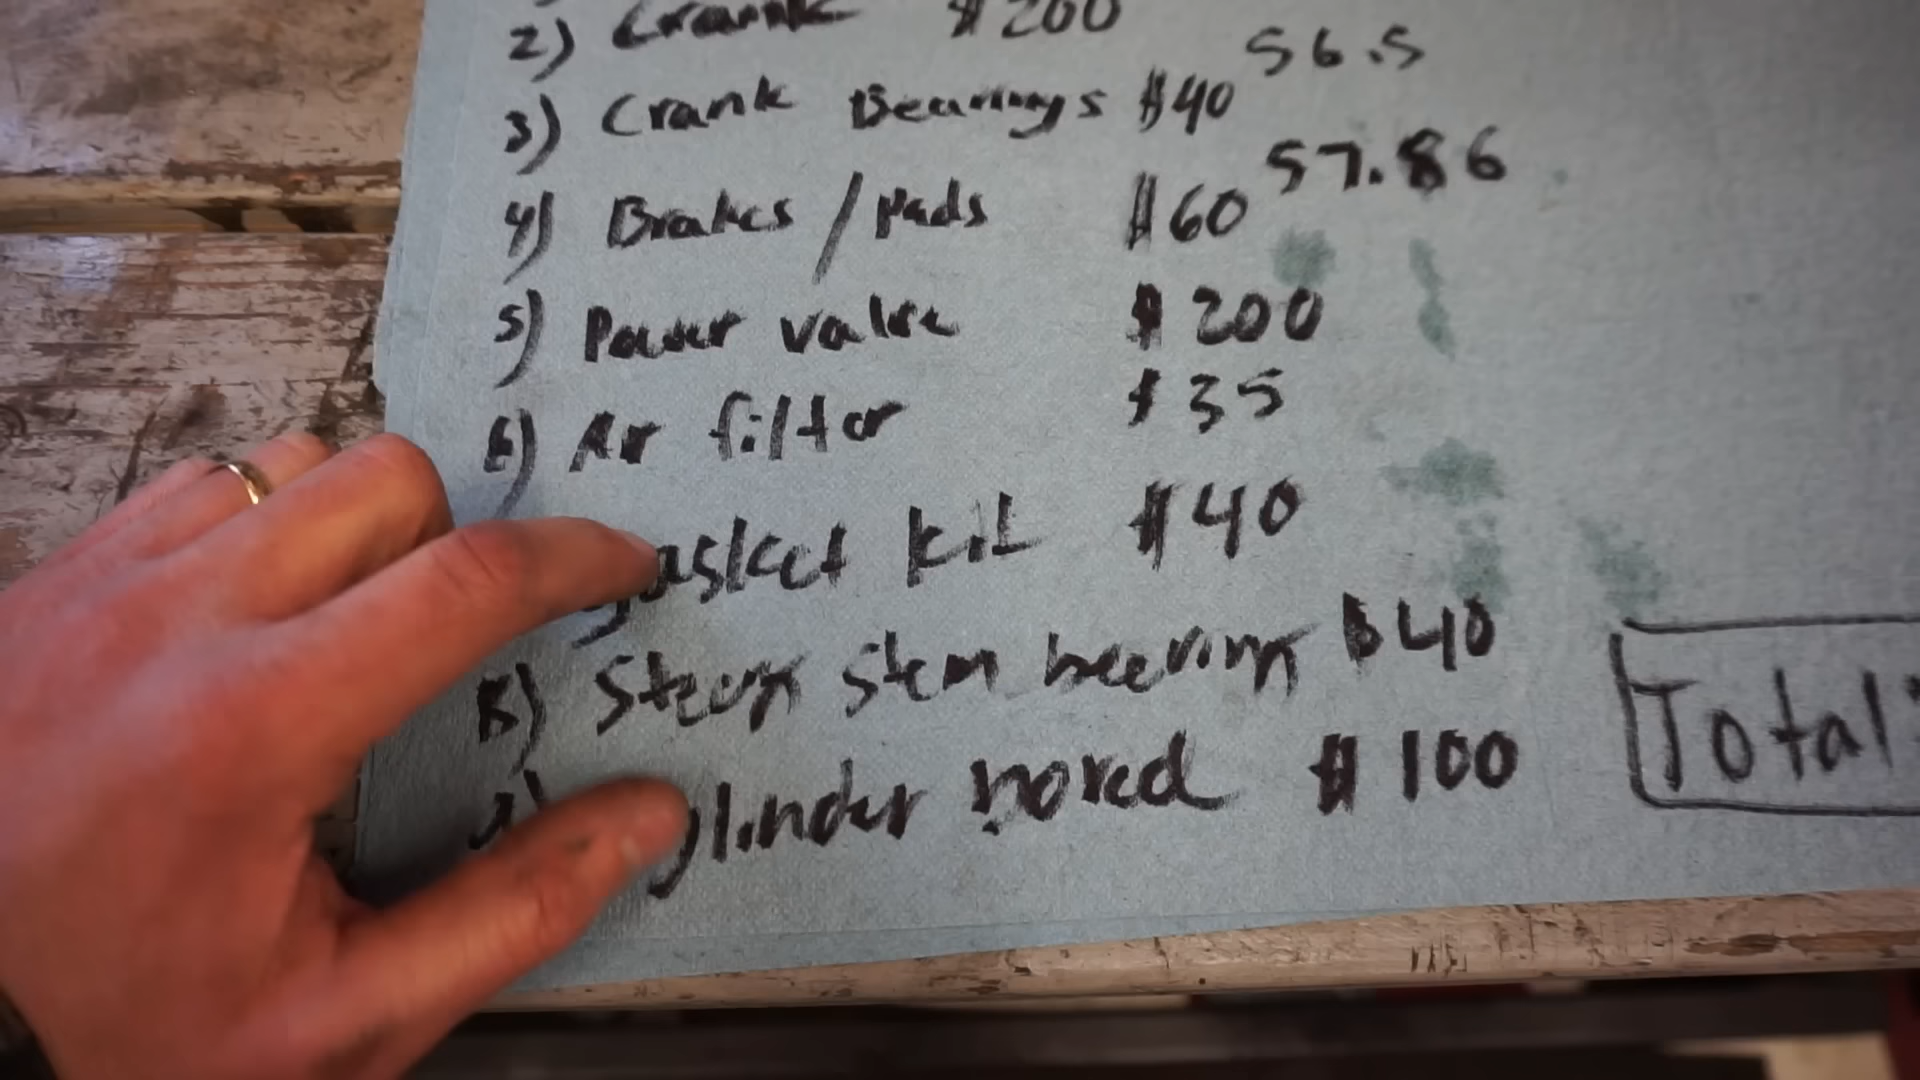 2) Crank $200
56.5
3) Crank Bearings $40
57.86
4) Brakes / pads $60
5) Power valve $200
6) Air filter $35
gasket kit $40
8) stem bearing $40
ylinder bored $100
Total: